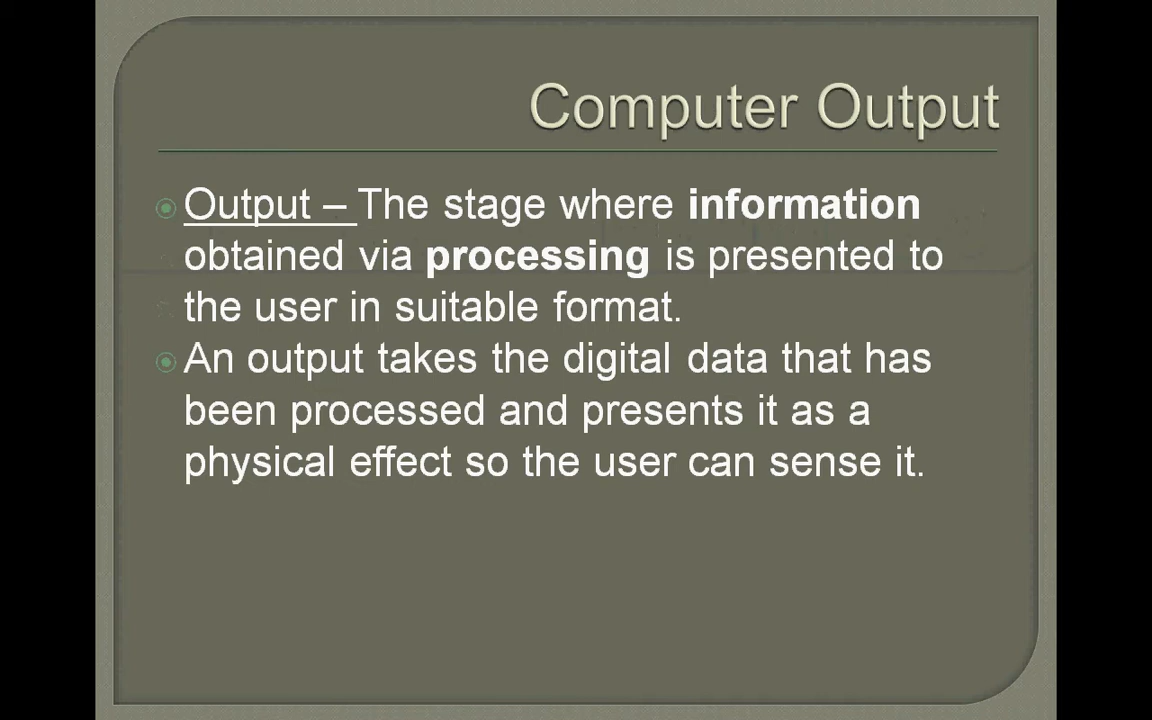 Computer Output
Output – The stage where information
obtained via processing is presented to
the user in suitable format.
An output takes the digital data that has
been processed and presents it as a
physical effect so the user can sense it.